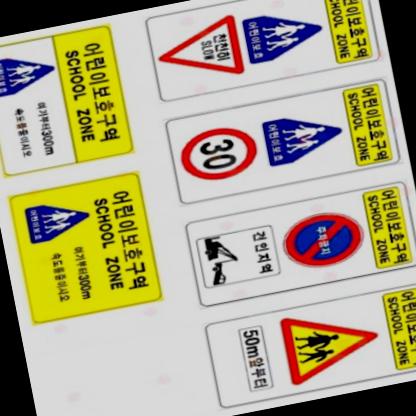 어린이보호구역
SCHOOL ZONE
어린이보호
여기부터300m
속도를줄이시오
어린이보호구역
SCHOOL ZONE
어린이보호
여기부터300m
속도를줄이시오
어린이보호구역
SCHOOL ZONE
어린이보호
천천히
SLOW
어린이보호구역
SCHOOL ZONE
어린이보호
30
어린이보호구역
SCHOOL ZONE
주차금지
견인지역
어린이보호구역
SCHOOL ZONE
50m앞부터